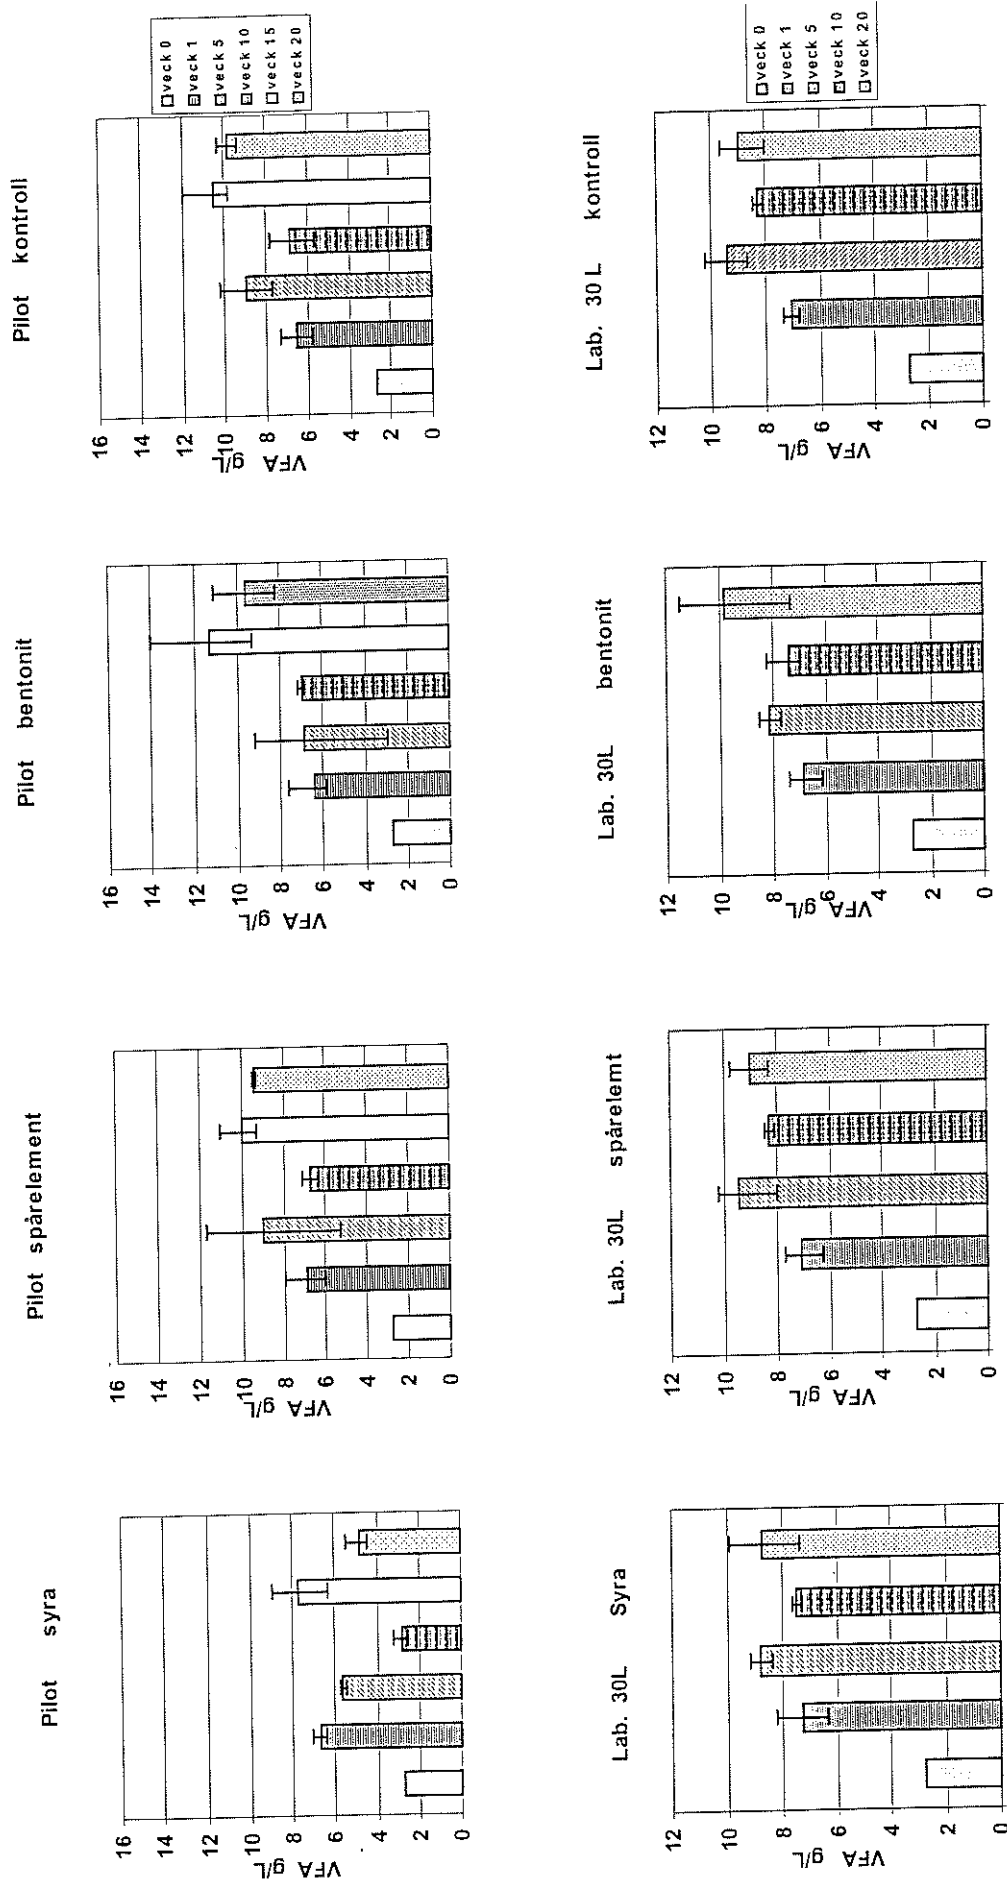 Pilot syra
16
14
12
10
8
6
4
2
0
VFA g/L
Pilot spårelement
16
14
12
10
8
6
4
2
0
VFA g/L
Pilot bentonit
16
14
12
10
8
6
4
2
0
VFA g/L
Pilot kontroll
16
14
12
10
8
6
4
2
0
VFA g/L
veck 0
veck 1
veck 5
veck 10
veck 15
veck 20
Lab. 30L Syra
12
10
8
6
4
2
0
VFA g/L
Lab. 30L spårelemt
12
10
8
6
4
2
0
VFA g/L
Lab. 30L bentonit
12
10
8
6
4
2
0
VFA g/L
Lab. 30 L kontroll
12
10
8
6
4
2
0
VFA g/L
veck 0
veck 1
veck 5
veck 10
veck 20